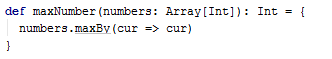 def maxNumber(numbers: Array[Int]): Int = {
  numbers.maxBy(cur => cur)
}